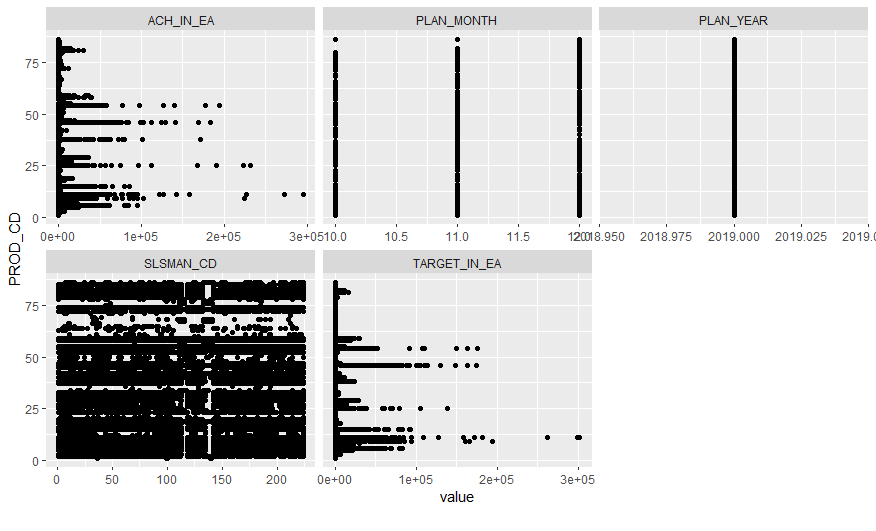 ACH_IN_EA PLAN_MONTH PLAN_YEAR
75
50
25
0
0e+00 1e+05 2e+05 3e+05 10.0 10.5 11.0 11.5 12.0 2018.950 2018.975 2019.000 2019.025 2019.0
PROD_CD
SLSMAN_CD TARGET_IN_EA
75
50
25
0
0 50 100 150 200 0e+00 1e+05 2e+05 3e+05
value